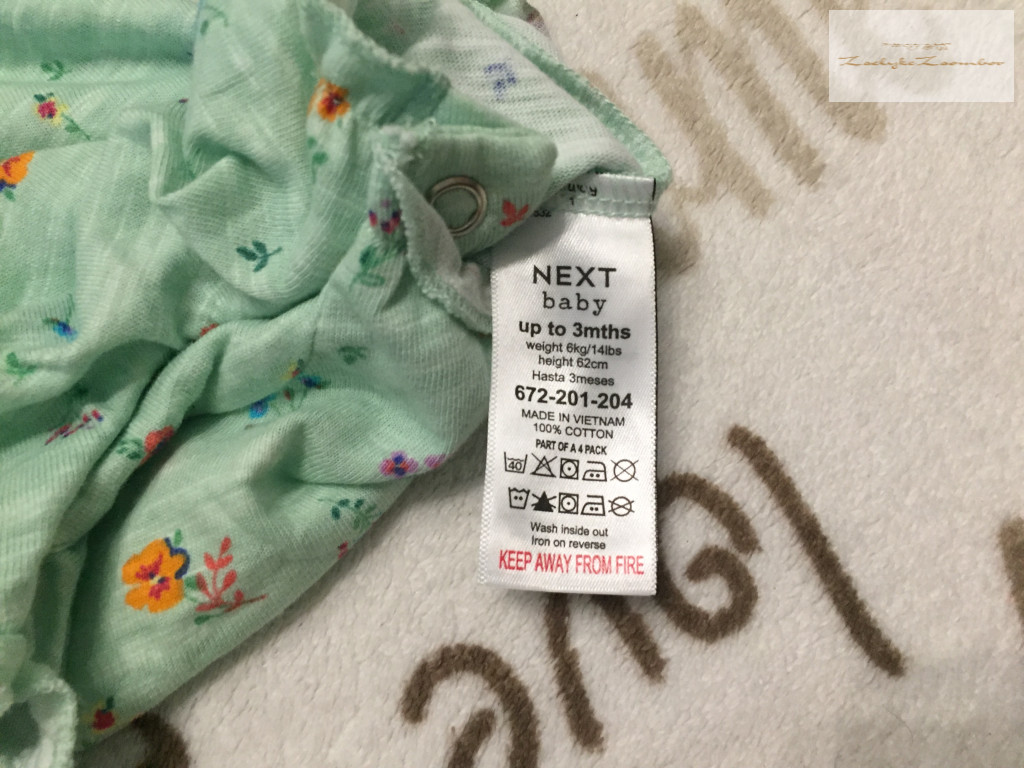 NEXT
baby
up to 3mths
weight 6kg/14lbs
height 62cm
Hasta 3meses
672-201-204
MADE IN VIETNAM
100% COTTON
PART OF A 4 PACK
40
Wash inside out
Iron on reverse
KEEP AWAY FROM FIRE